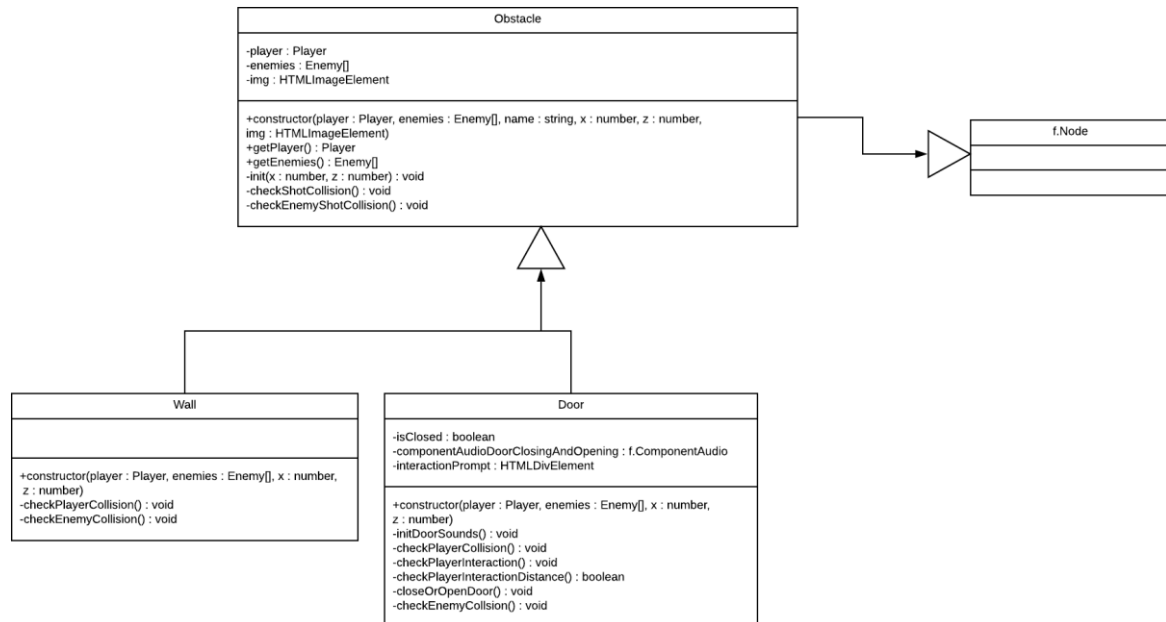 Obstacle
-player : Player
-enemies : Enemy[]
-img : HTMLImageElement
+constructor(player : Player, enemies : Enemy[], name : string, x : number, z : number,
img : HTMLImageElement)
+getPlayer() : Player
+getEnemies() : Enemy[]
-init(x : number, z : number) : void
-checkShotCollision() : void
-checkEnemyShotCollision() : void
f.Node
Wall
+constructor(player : Player, enemies : Enemy[], x : number,
z : number)
-checkPlayerCollision() : void
-checkEnemyCollision() : void
Door
-isClosed : boolean
-componentAudioDoorClosingAndOpening : f.ComponentAudio
-interactionPrompt : HTMLDivElement
+constructor(player : Player, enemies : Enemy[], x : number,
z : number)
-initDoorSounds() : void
-checkPlayerCollision() : void
-checkPlayerInteraction() : void
-checkPlayerInteractionDistance() : boolean
-closeOrOpenDoor() : void
-checkEnemyCollsion() : void